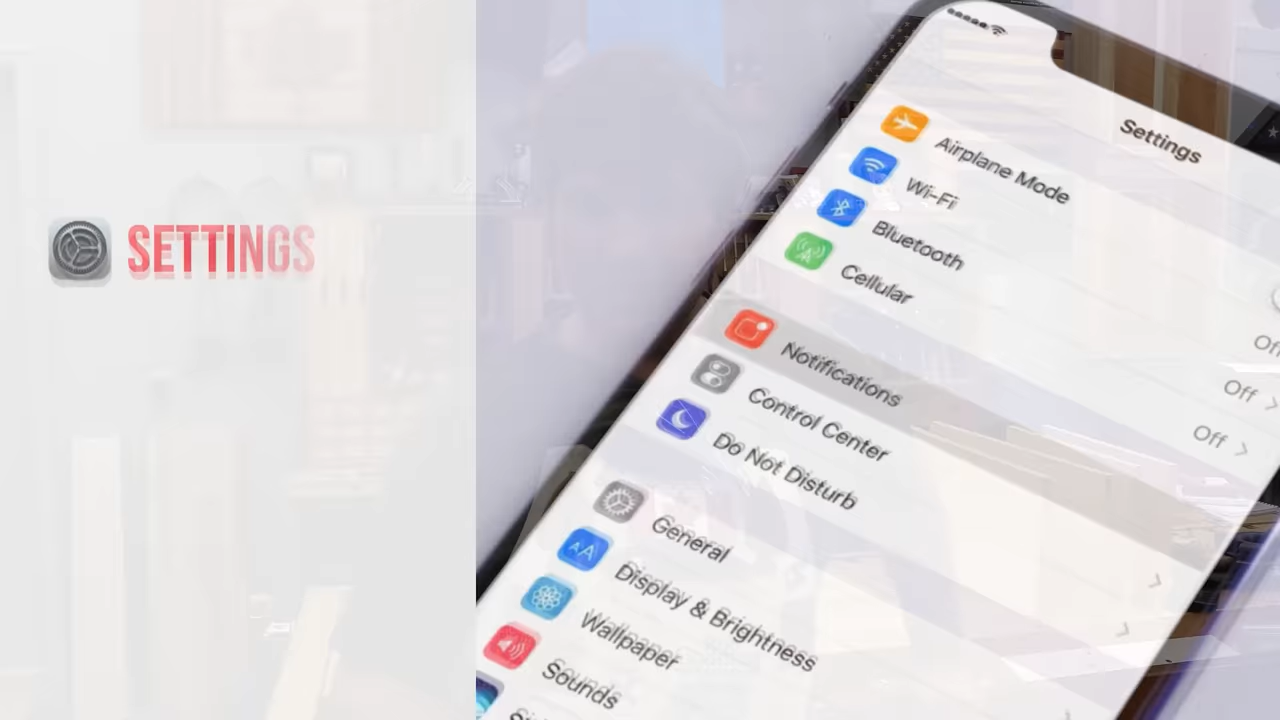 SETTINGS
Settings
Airplane Mode
Wi-Fi
Off
Bluetooth
Off
Cellular
Off
Notifications
Control Center
Do Not Disturb
General
AA
Display & Brightness
Wallpaper
Sounds